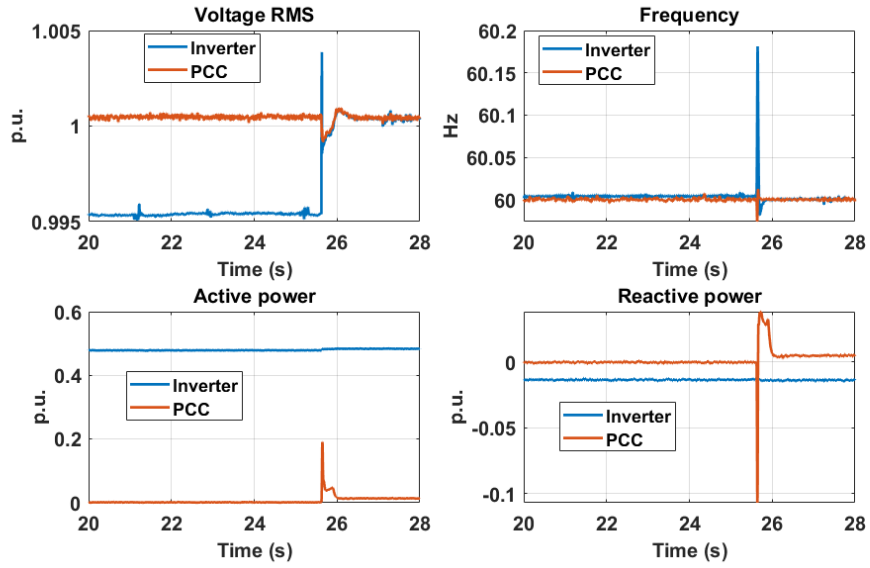 Voltage RMS
1.005
1
0.995
p.u.
Inverter
PCC
20 22 24 26 28
Time (s)
Frequency
60.2
60.15
60.1
60.05
60
Hz
Inverter
PCC
20 22 24 26 28
Time (s)
Active power
0.6
0.4
0.2
0
p.u.
Inverter
PCC
20 22 24 26 28
Time (s)
Reactive power
0
-0.05
-0.1
p.u.
Inverter
PCC
20 22 24 26 28
Time (s)